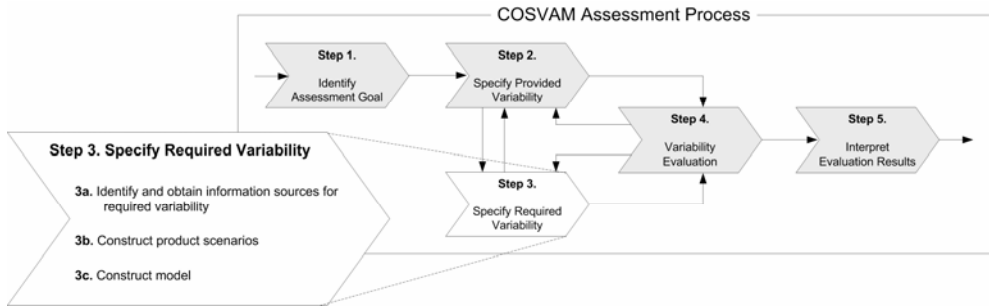 COSVAM Assessment Process
Step 1.
Identify
Assessment Goal
Step 2.
Specify Provided
Variability
Step 4.
Variability
Evaluation
Step 5.
Interpret
Evaluation Results
Step 3.
Specify Required
Variability
Step 3. Specify Required Variability
3a. Identify and obtain information sources for
required variability
3b. Construct product scenarios
3c. Construct model